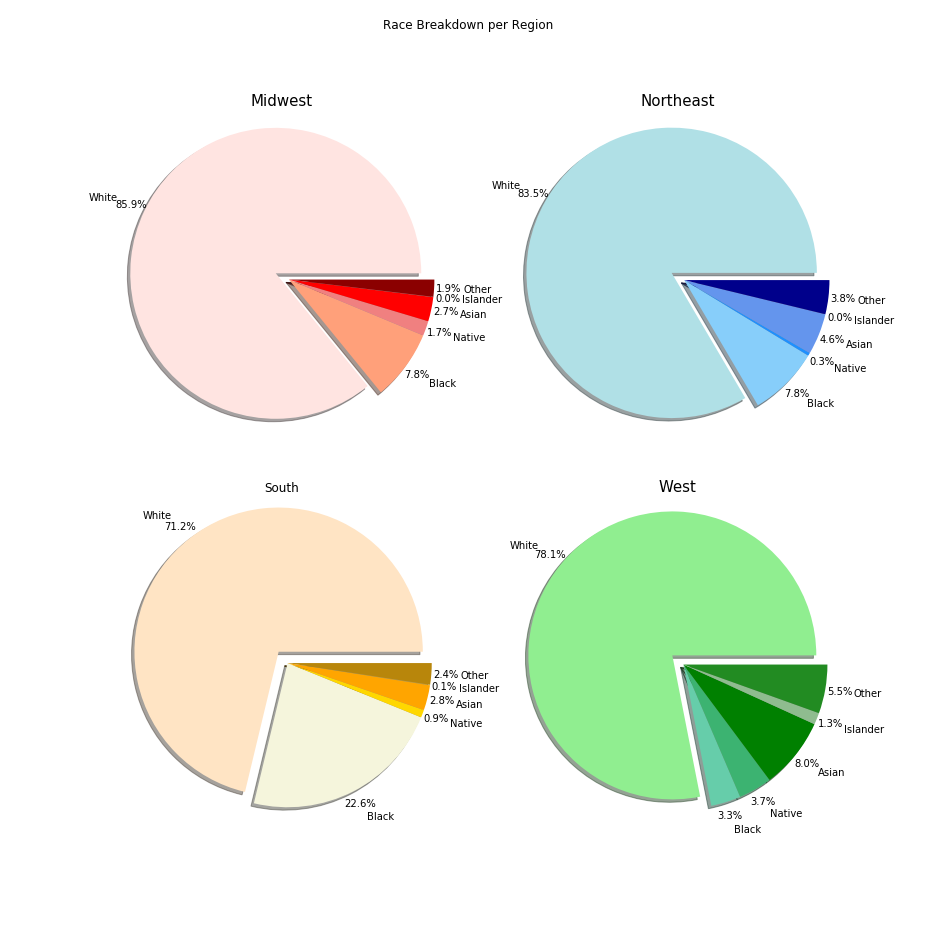 Race Breakdown per Region
Midwest
White
85.9%
1.9% Other
0.0% Islander
2.7% Asian
1.7% Native
7.8% Black
Northeast
White
83.5%
3.8% Other
0.0% Islander
4.6% Asian
0.3% Native
7.8% Black
South
White
71.2%
2.4% Other
0.1% Islander
2.8% Asian
0.9% Native
22.6%
Black
West
White
78.1%
5.5% Other
1.3% Islander
8.0% Asian
3.7% Native
3.3% Black